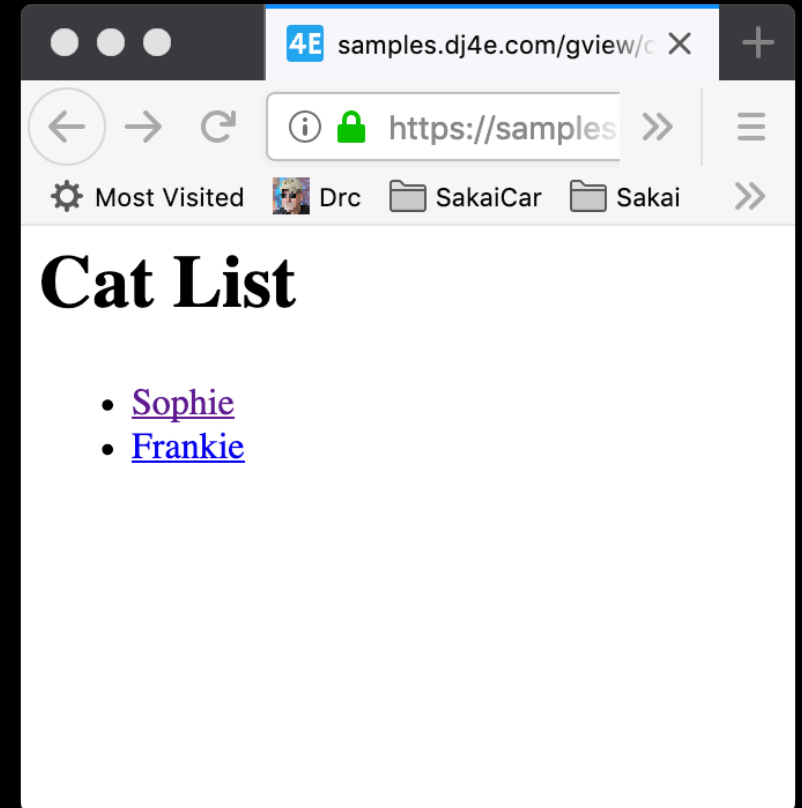 4E samples.dj4e.com/gview/c
https://samples
Most Visited Drc SakaiCar Sakai
Cat List
Sophie
Frankie